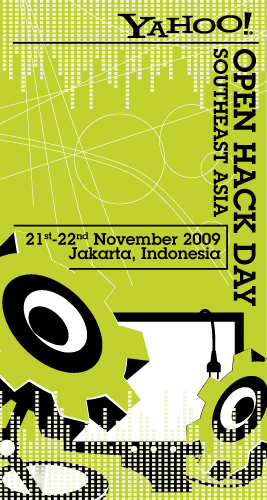 YAHOO!®
OPEN HACK DAY
SOUTHEAST ASIA
21st-22nd November 2009
Jakarta, Indonesia